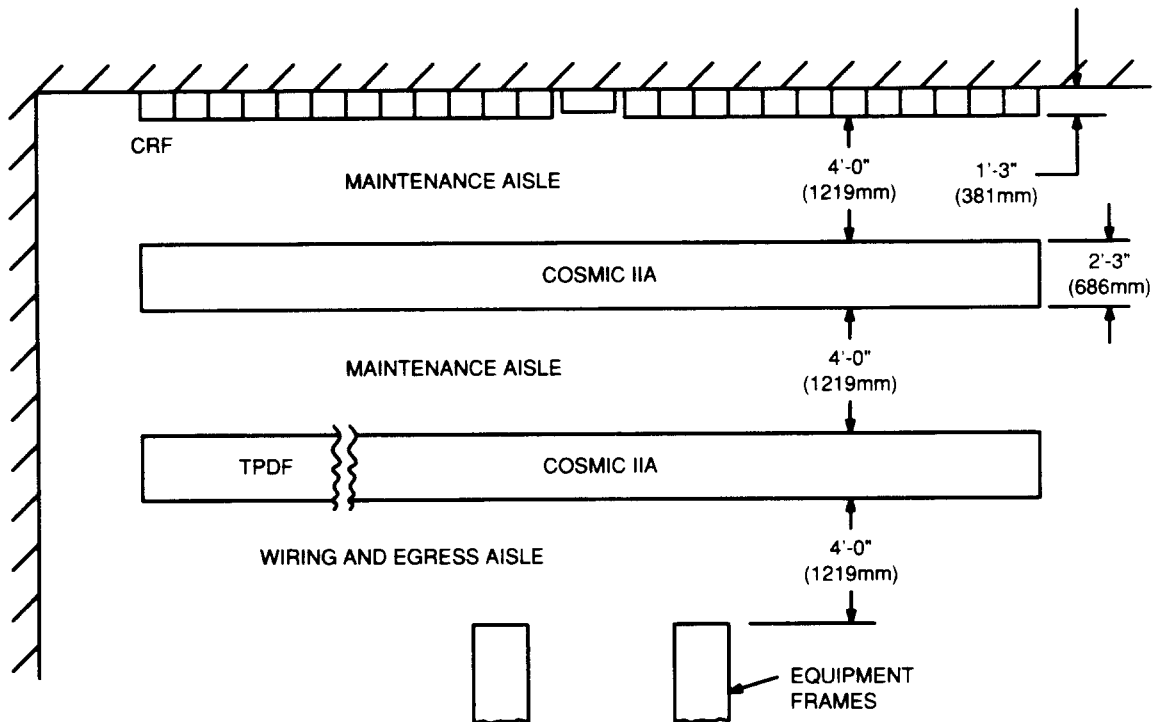 CRF
MAINTENANCE AISLE
4'-0"
(1219mm)
1'-3"
(381mm)
COSMIC IIA
2'-3"
(686mm)
MAINTENANCE AISLE
4'-0"
(1219mm)
TPDF
COSMIC IIA
WIRING AND EGRESS AISLE
4'-0"
(1219mm)
EQUIPMENT
FRAMES